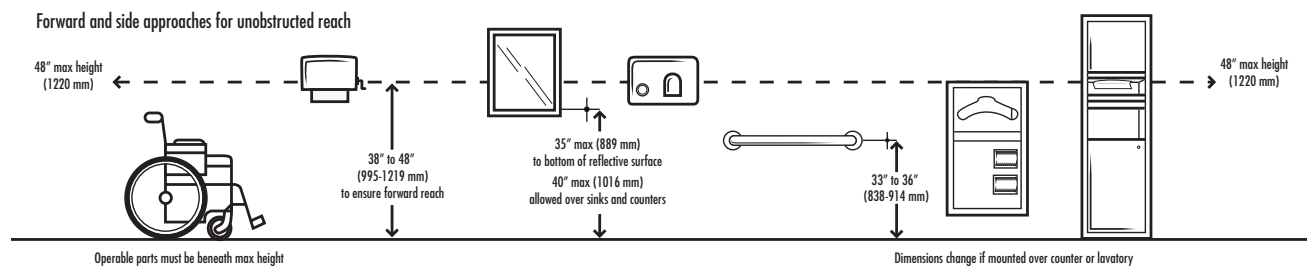 Forward and side approaches for unobstructed reach
48" max height
(1220 mm)
38" to 48"
(995-1219 mm)
to ensure forward reach
35" max (889 mm)
to bottom of reflective surface
40" max (1016 mm)
allowed over sinks and counters
33" to 36"
(838-914 mm)
48" max height
(1220 mm)
Operable parts must be beneath max height
Dimensions change if mounted over counter or lavatory